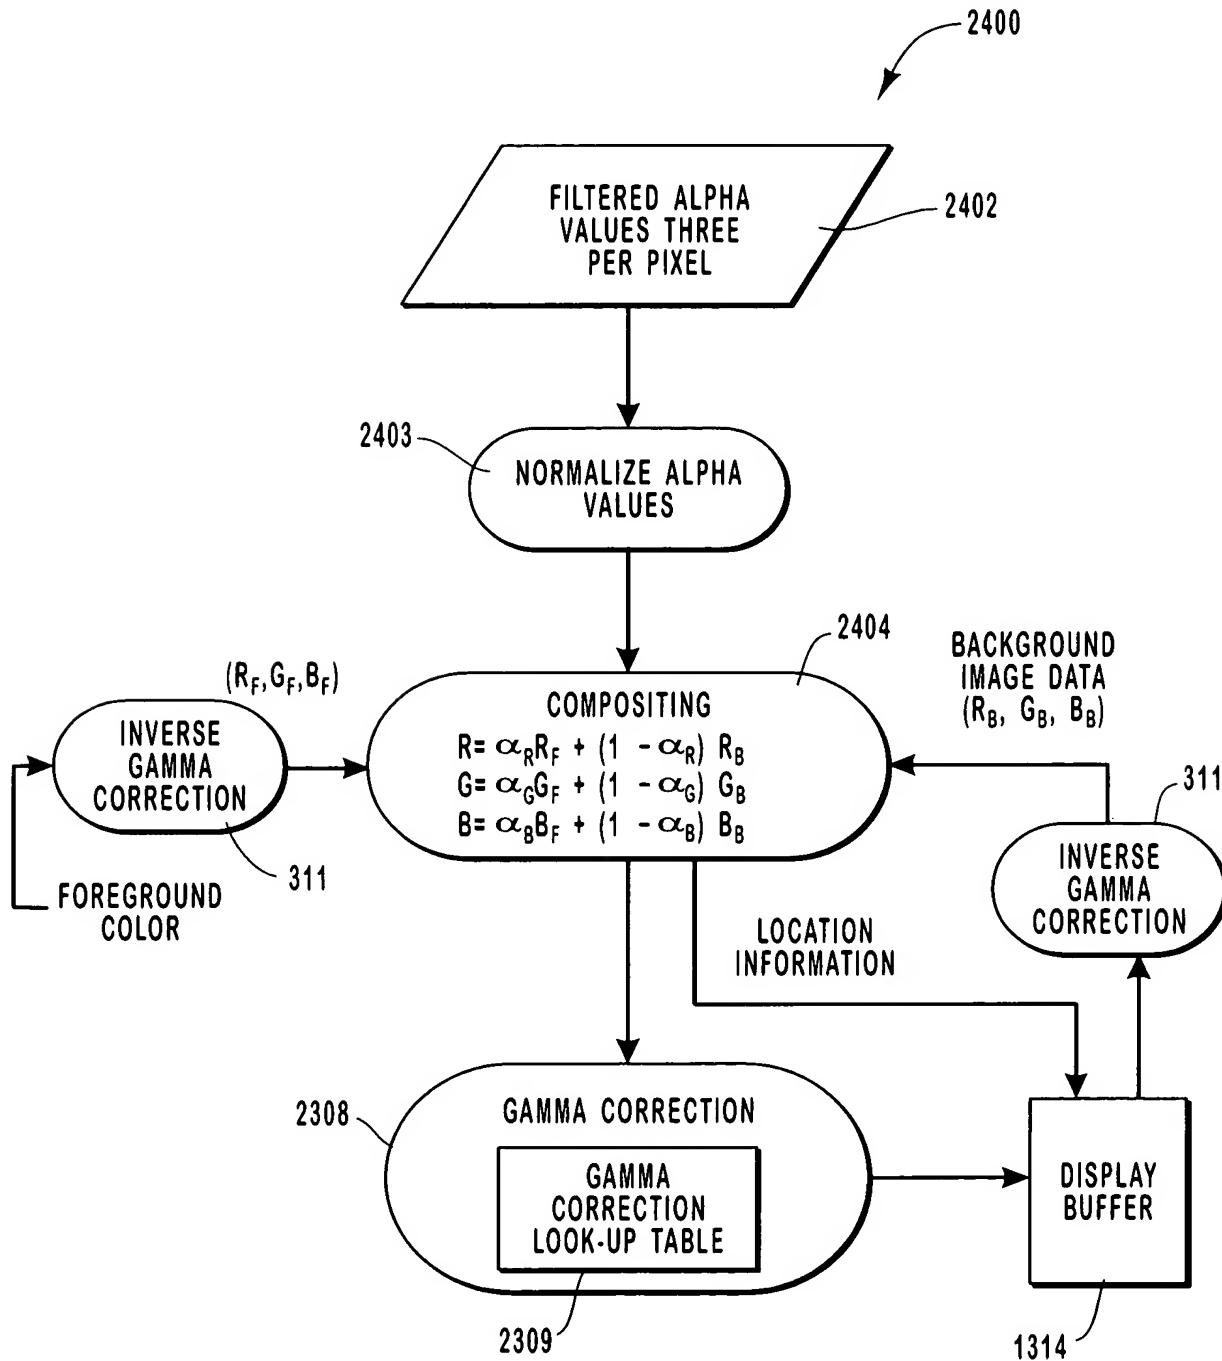 2400
FILTERED ALPHA
VALUES THREE
PER PIXEL
2402
2403
NORMALIZE ALPHA
VALUES
2404
BACKGROUND
IMAGE DATA
(R_B, G_B, B_B)
(R_F,G_F,B_F)
COMPOSITING
R= α_R R_F + (1 - α_R) R_B
G= α_G G_F + (1 - α_G) G_B
B= α_B B_F + (1 - α_B) B_B
INVERSE
GAMMA
CORRECTION
311
FOREGROUND
COLOR
311
INVERSE
GAMMA
CORRECTION
LOCATION
INFORMATION
2308
GAMMA CORRECTION
GAMMA
CORRECTION
LOOK-UP TABLE
2309
DISPLAY
BUFFER
1314